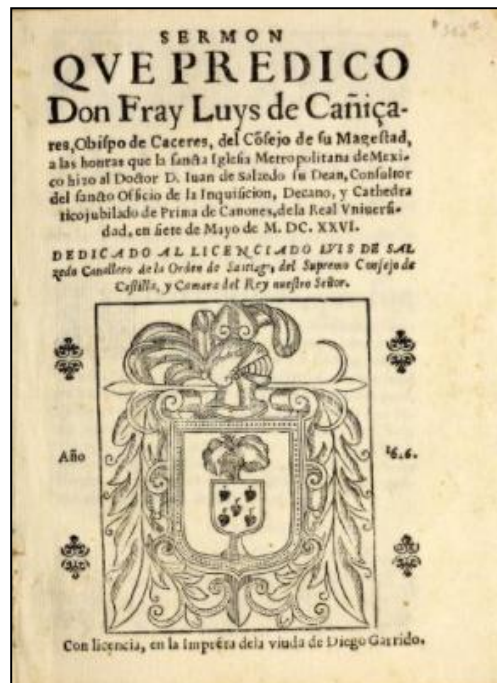 SERMON
QVE PREDICO
Don Fray Luys de Cañiça-
res, Obiſpo de Caceres, del Cõſejo de ſu Mageſtad,
a las honras que la ſancta Igleſia Metropolitana de Mexi-
co hizo al Doctor D. Iuan de Salzedo ſu Dean, Conſultor
del ſancto Officio de la Inquiſicion, Decano, y Cathedra
tico jubilado de Prima de Canones, de la Real Vniuerſi-
dad, en ſiete de Mayo de M. DC. XXVI.
DEDICADO AL LICENCIADO LVIS DE SAL
zedo Cauallero de la Orden de Santiago, del Supremo Conſejo de
Caſtilla, y Camara del Rey nueſtro Señor.
Año 16.6.
Con licencia, en la Imprẽta dela viuda de Diego Garrido.